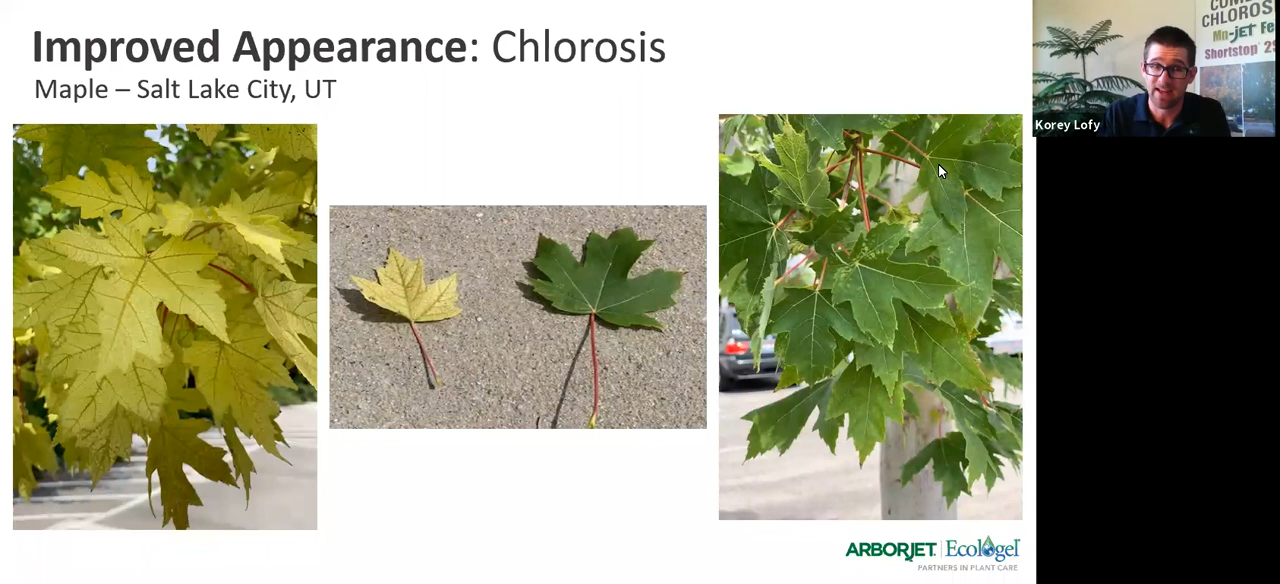 Improved Appearance: Chlorosis
Maple – Salt Lake City, UT
CHLOROS
Mn-jet Fe
Shortstop
Korey Lofy
ARBORJET | Ecologel
PARTNERS IN PLANT CARE